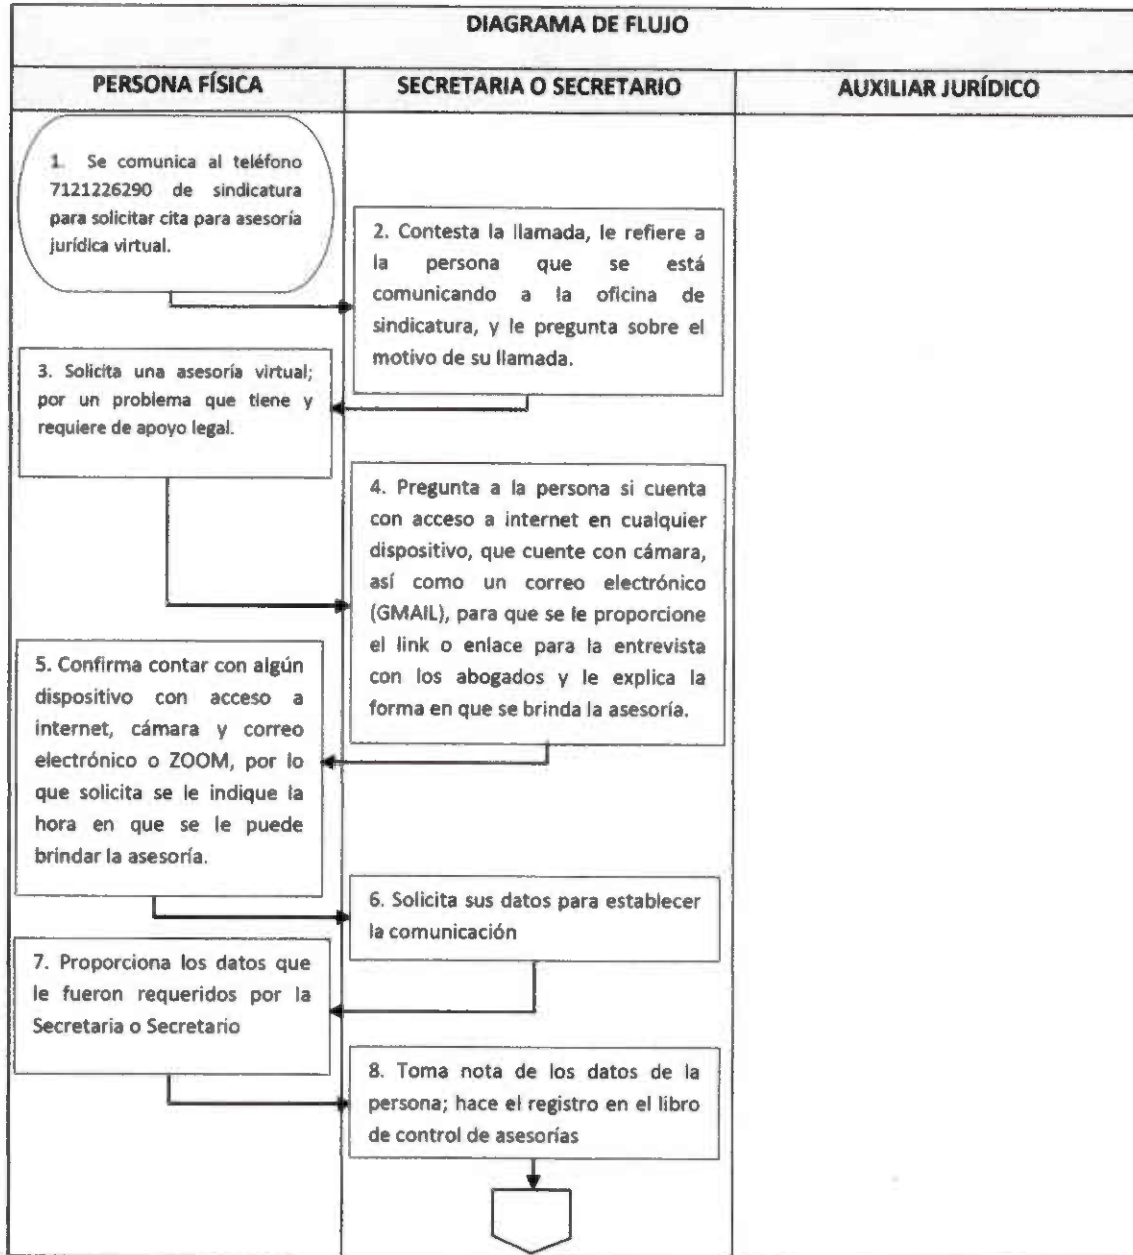 DIAGRAMA DE FLUJO
PERSONA FÍSICA
SECRETARIA O SECRETARIO
AUXILIAR JURÍDICO
1. Se comunica al teléfono
7121226290 de sindicatura
para solicitar cita para asesoría
jurídica virtual.
2. Contesta la llamada, le refiere a
la persona que se está
comunicando a la oficina de
sindicatura, y le pregunta sobre el
motivo de su llamada.
3. Solicita una asesoría virtual;
por un problema que tiene y
requiere de apoyo legal.
4. Pregunta a la persona si cuenta
con acceso a internet en cualquier
dispositivo, que cuente con cámara,
así como un correo electrónico
(GMAIL), para que se le proporcione
el link o enlace para la entrevista
con los abogados y le explica la
forma en que se brinda la asesoría.
5. Confirma contar con algún
dispositivo con acceso a
internet, cámara y correo
electrónico o ZOOM, por lo
que solicita se le indique la
hora en que se le puede
brindar la asesoría.
6. Solicita sus datos para establecer
la comunicación
7. Proporciona los datos que
le fueron requeridos por la
Secretaria o Secretario
8. Toma nota de los datos de la
persona; hace el registro en el libro
de control de asesorías